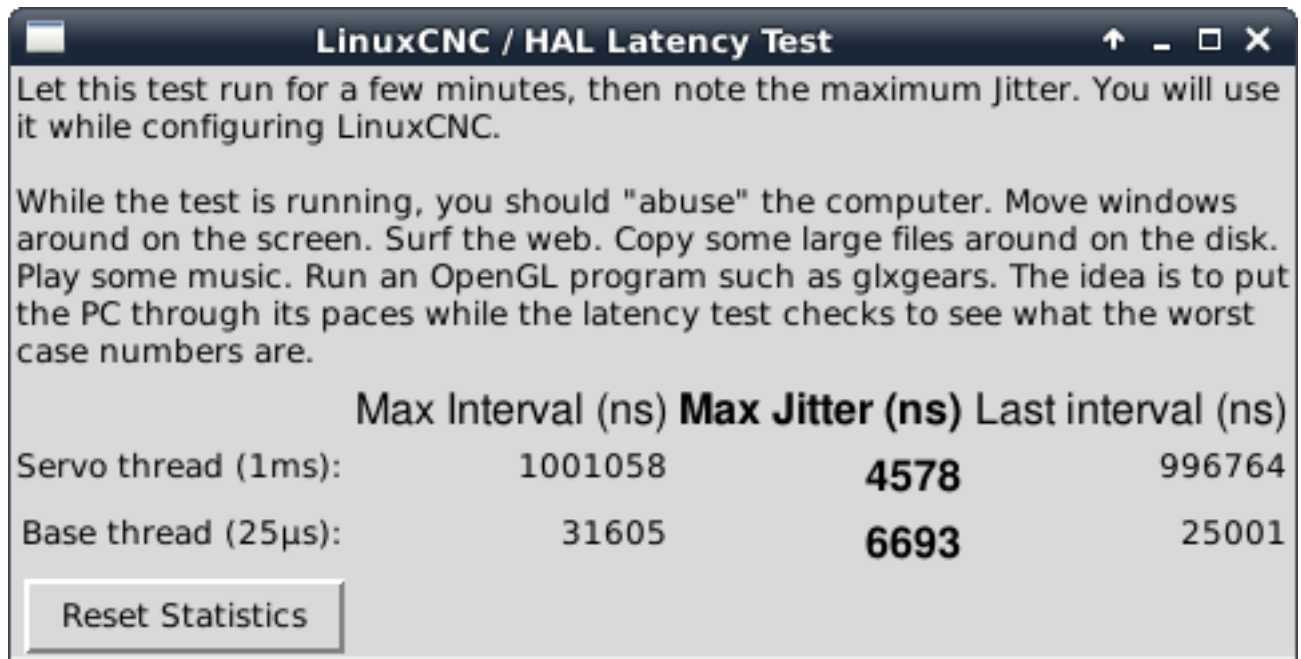 LinuxCNC / HAL Latency Test
Let this test run for a few minutes, then note the maximum Jitter. You will use
it while configuring LinuxCNC.
While the test is running, you should "abuse" the computer. Move windows
around on the screen. Surf the web. Copy some large files around on the disk.
Play some music. Run an OpenGL program such as glxgears. The idea is to put
the PC through its paces while the latency test checks to see what the worst
case numbers are.
Max Interval (ns) Max Jitter (ns) Last interval (ns)
Servo thread (1ms): 1001058 4578 996764
Base thread (25µs): 31605 6693 25001
Reset Statistics